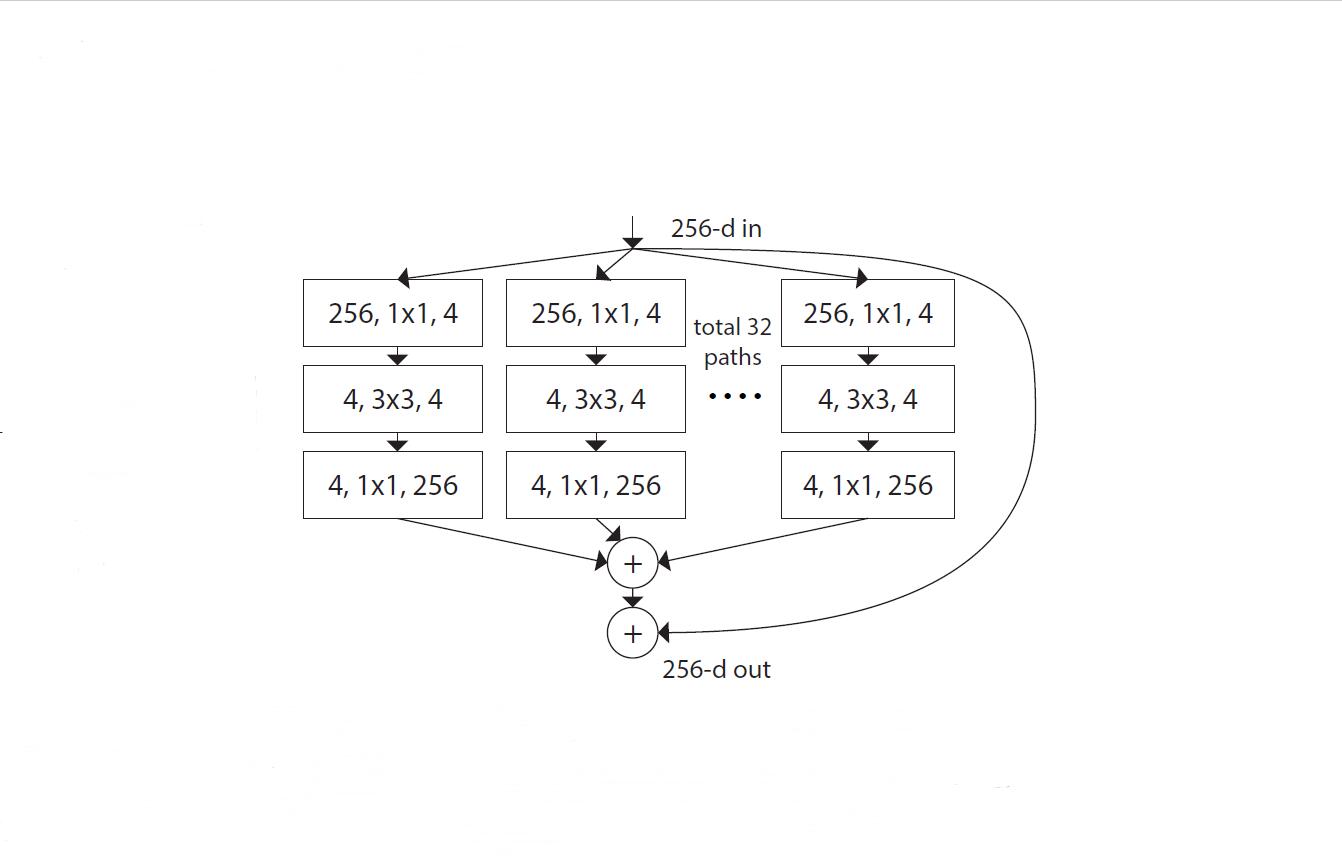 256-d in
256, 1x1, 4
256, 1x1, 4
256, 1x1, 4
total 32
paths
4, 3x3, 4
4, 3x3, 4
....
4, 3x3, 4
4, 1x1, 256
4, 1x1, 256
4, 1x1, 256
+
+
256-d out